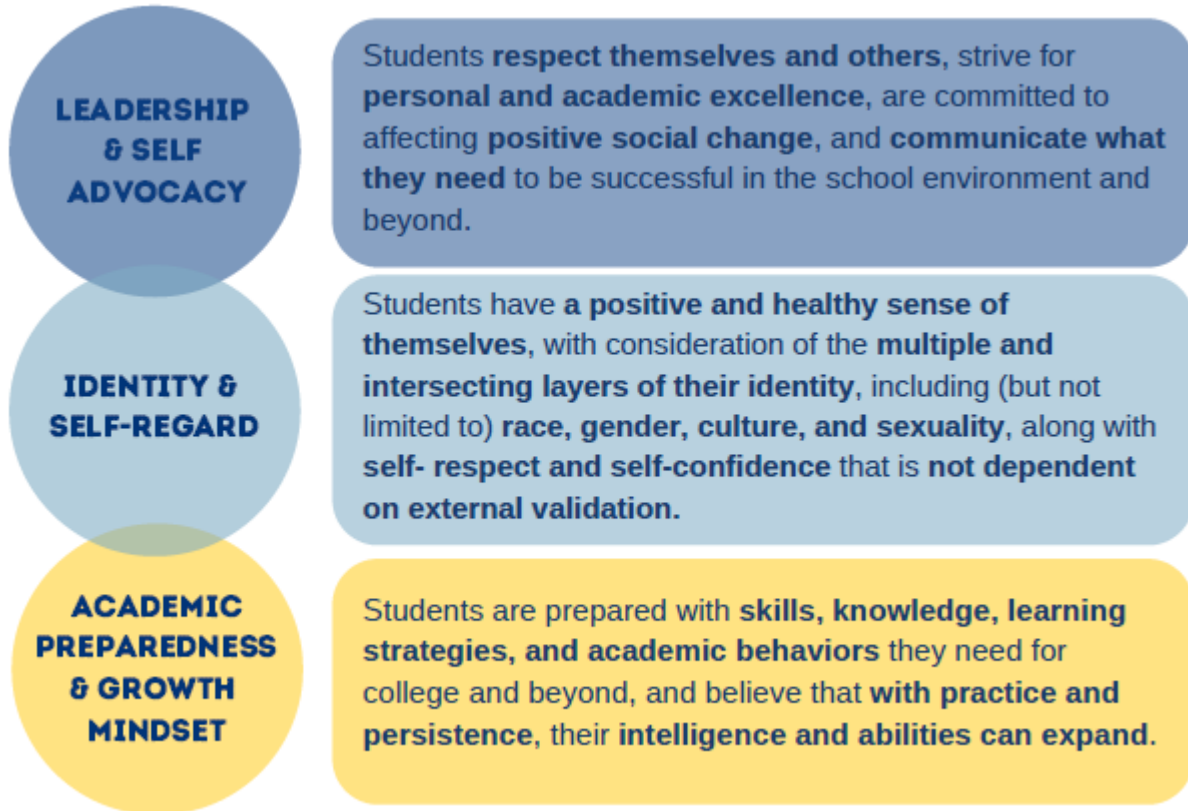 LEADERSHIP
& SELF
ADVOCACY
Students respect themselves and others, strive for
personal and academic excellence, are committed to
affecting positive social change, and communicate what
they need to be successful in the school environment and
beyond.
IDENTITY &
SELF-REGARD
Students have a positive and healthy sense of
themselves, with consideration of the multiple and
intersecting layers of their identity, including (but not
limited to) race, gender, culture, and sexuality, along with
self- respect and self-confidence that is not dependent
on external validation.
ACADEMIC
PREPAREDNESS
& GROWTH
MINDSET
Students are prepared with skills, knowledge, learning
strategies, and academic behaviors they need for
college and beyond, and believe that with practice and
persistence, their intelligence and abilities can expand.